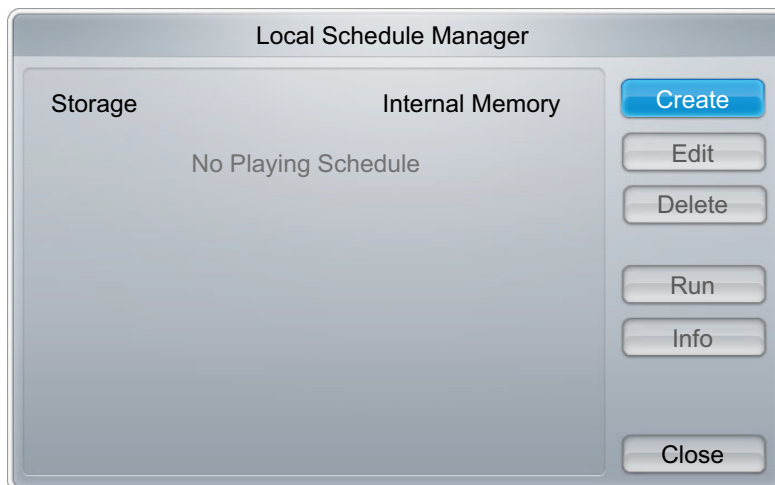 Local Schedule Manager
Storage Internal Memory
No Playing Schedule
Create
Edit
Delete
Run
Info
Close